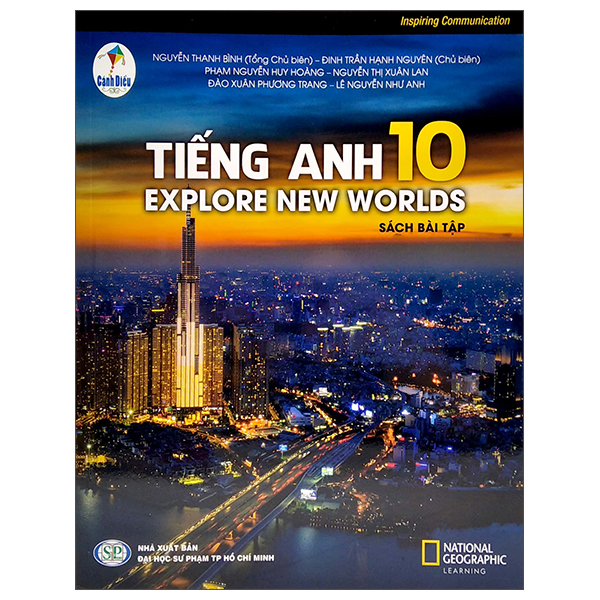 Inspiring Communication
Cánh Diều
NGUYỄN THANH BÌNH (Tổng Chủ biên) – ĐINH TRẦN HẠNH NGUYÊN (Chủ biên)
PHẠM NGUYỄN HUY HOÀNG – NGUYỄN THỊ XUÂN LAN
ĐÀO XUÂN PHƯƠNG TRANG – LÊ NGUYỄN NHƯ ANH
TIẾNG ANH 10
EXPLORE NEW WORLDS
SÁCH BÀI TẬP
SP
NHÀ XUẤT BẢN
ĐẠI HỌC SƯ PHẠM TP HỒ CHÍ MINH
NATIONAL
GEOGRAPHIC
LEARNING